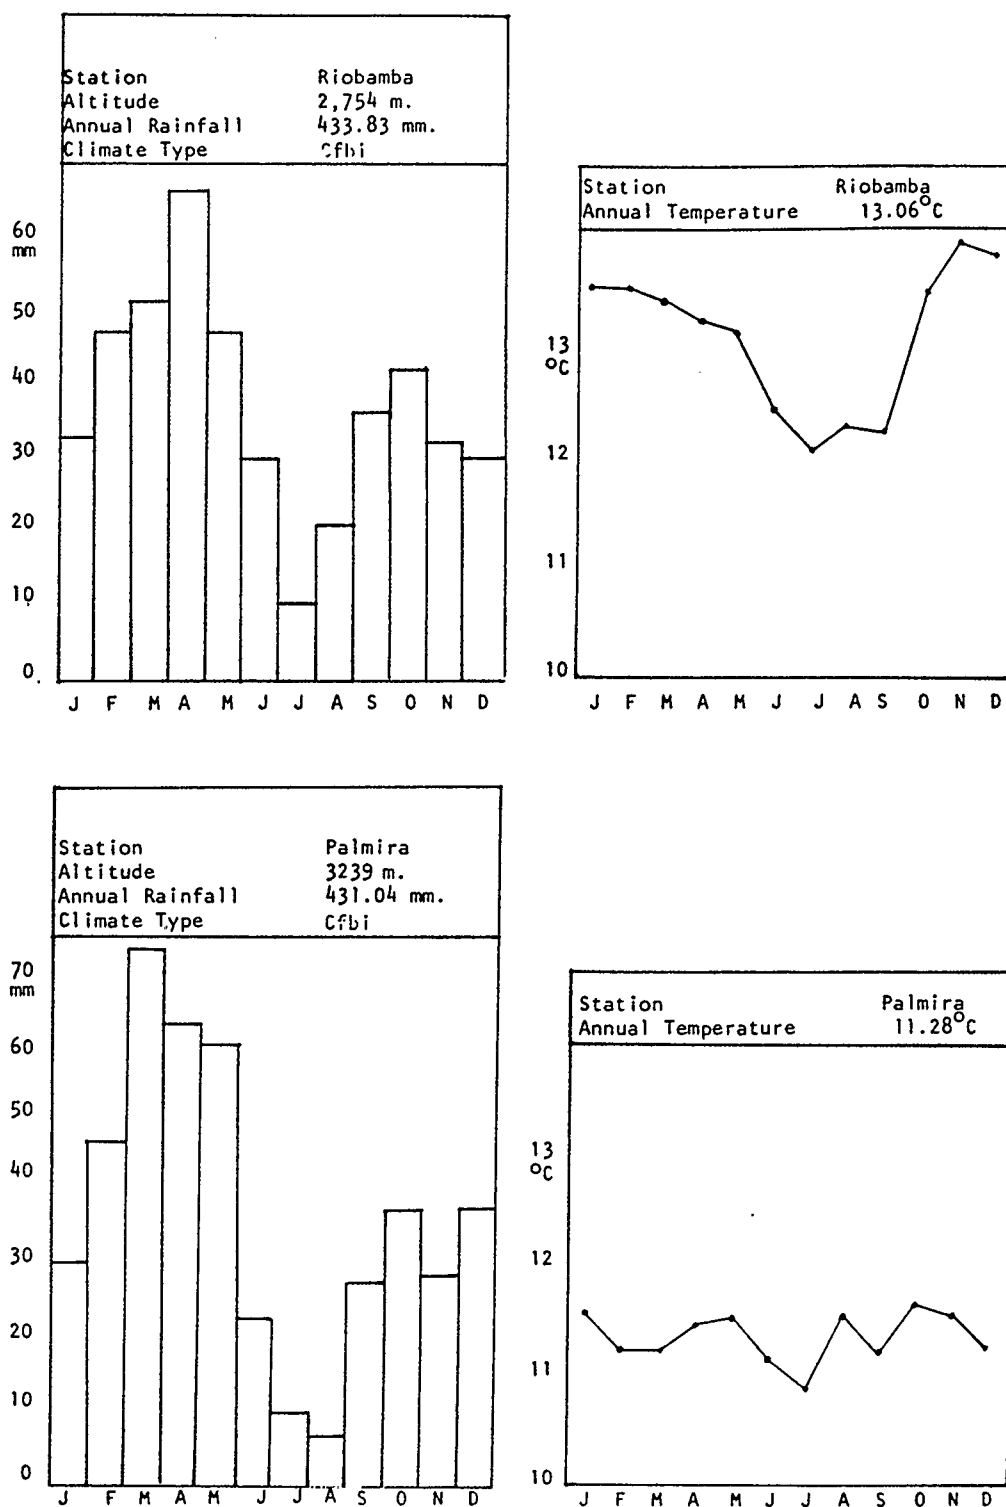 Station Riobamba
Altitude 2,754 m.
Annual Rainfall 433.83 mm.
Climate Type Cfbi
60
mm
50
40
30
20
10
0
J F M A M J J A S O N D
Station Riobamba
Annual Temperature 13.06°C
13
°C
12
11
10
J F M A M J J A S O N D
Station Palmira
Altitude 3239 m.
Annual Rainfall 431.04 mm.
Climate Type Cfbi
70
mm
60
50
40
30
20
10
0
J F M A M J J A S O N D
Station Palmira
Annual Temperature 11.28°C
13
°C
12
11
10
J F M A M J J A S O N D